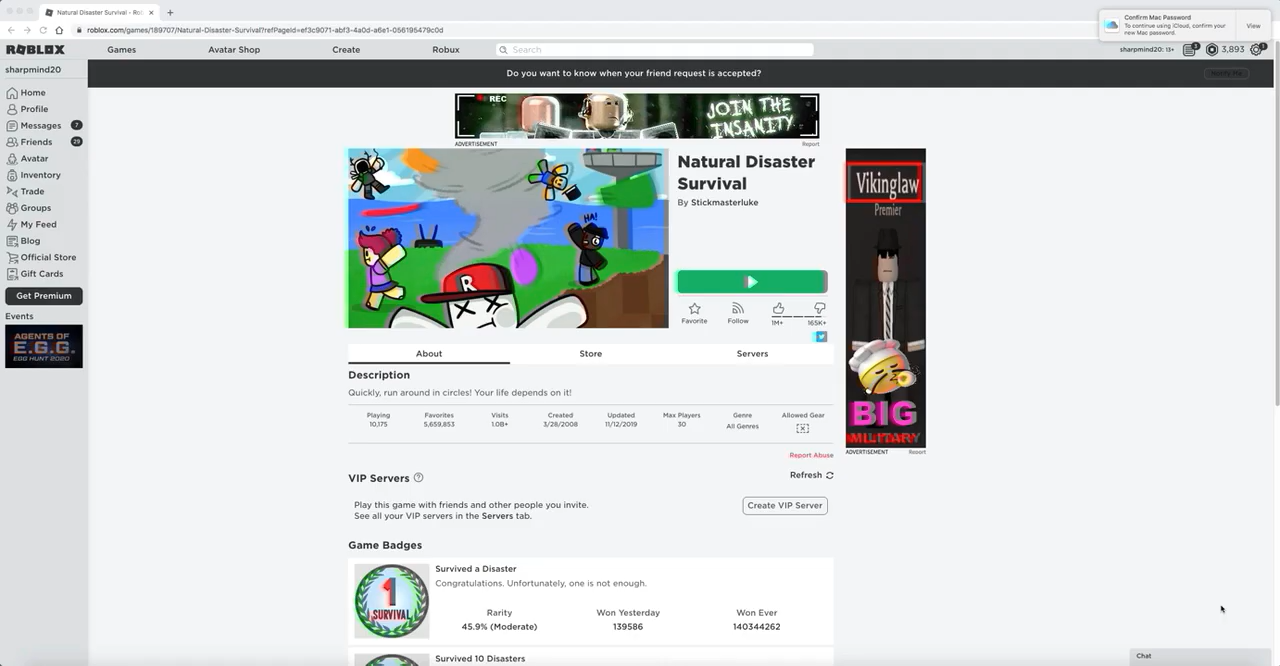 Natural Disaster Survival - Ro
roblox.com/games/189707/Natural-Disaster-Survival?refPageId=ef3c9071-abf3-4a0d-a6e1-056195479c0d
Confirm Mac Password
To continue using iCloud, confirm your
new Mac password.
View
ROBLOX
Games
Avatar Shop
Create
Robux
Search
sharpmind20: 13+
3
3,893
1
sharpmind20
Do you want to know when your friend request is accepted?
Notify Me
Home
Profile
Messages 7
Friends 29
Avatar
Inventory
Trade
Groups
My Feed
Blog
Official Store
Gift Cards
Get Premium
Events
AGENTS OF
E.G.G.
EGG HUNT 2020
REC
JOIN THE
INSANITY
ADVERTISEMENT
Report
HA!
R
Natural Disaster
Survival
By Stickmasterluke
Favorite
Follow
1M+
165K+
Vikinglaw
Premier
BIG
MILITARY
ADVERTISEMENT
Report
About
Store
Servers
Description
Quickly, run around in circles! Your life depends on it!
Playing
Favorites
Visits
Created
Updated
Max Players
Genre
Allowed Gear
10,175
5,659,853
1.0B+
3/28/2008
11/12/2019
30
All Genres
Report Abuse
VIP Servers
Refresh
Play this game with friends and other people you invite.
See all your VIP servers in the Servers tab.
Create VIP Server
Game Badges
1
SURVIVAL
Survived a Disaster
Congratulations. Unfortunately, one is not enough.
Rarity
Won Yesterday
Won Ever
45.9% (Moderate)
139586
140344262
Survived 10 Disasters
Chat